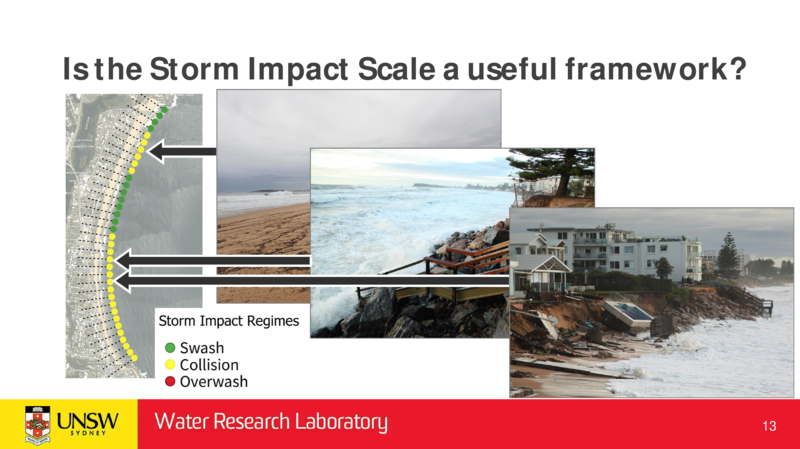 Is the Storm Impact Scale a useful framework?
Storm Impact Regimes
Swash
Collision
Overwash
UNSW
SYDNEY
Water Research Laboratory
13